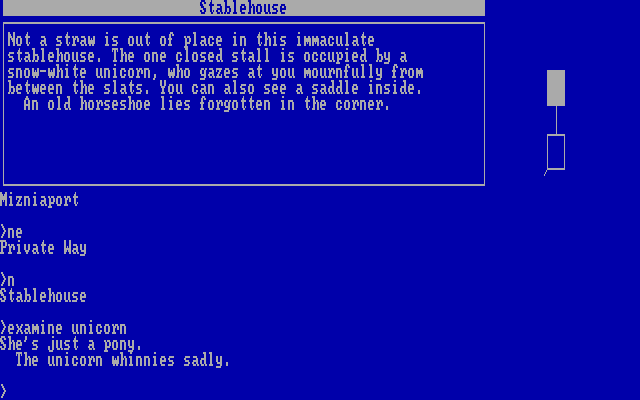 Stablehouse
Not a straw is out of place in this immaculate
stablehouse. The one closed stall is occupied by a
snow-white unicorn, who gazes at you mournfully from
between the slats. You can also see a saddle inside.
An old horseshoe lies forgotten in the corner.
Mizniaport
>ne
Private Way
>n
Stablehouse
>examine unicorn
She's just a pony.
The unicorn whinnies sadly.
>